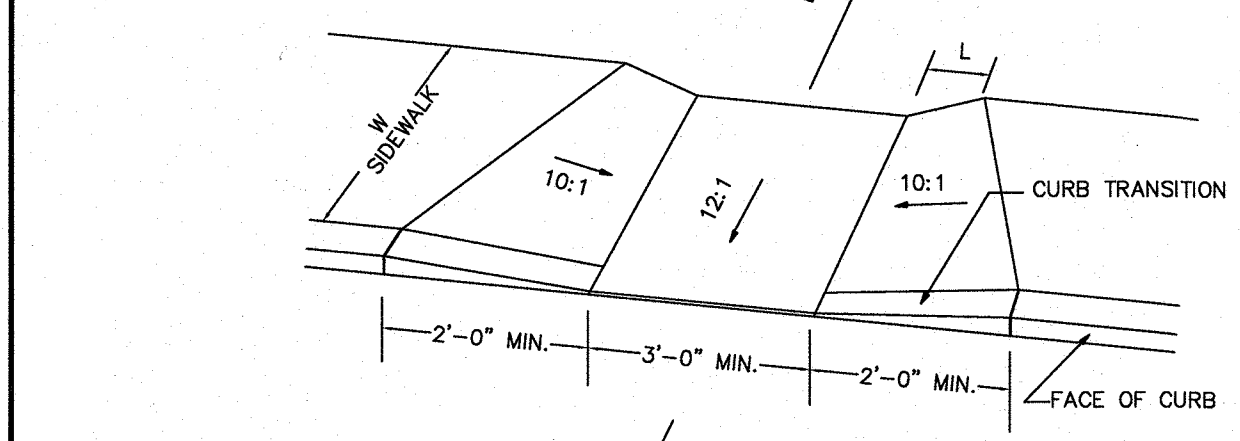 L
W
SIDEWALK
10:1
12:1
10:1
CURB TRANSITION
2'-0" MIN.
3'-0" MIN.
2'-0" MIN.
FACE OF CURB